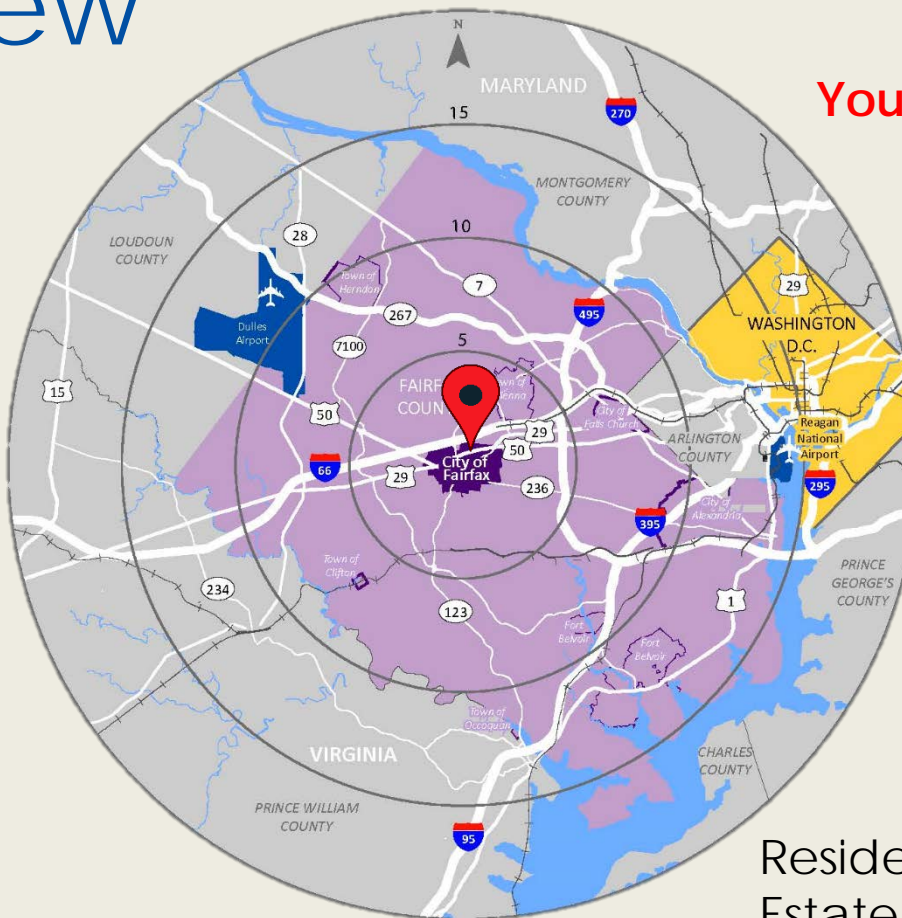 ew
N
MARYLAND
You
270
15
MONTGOMERY
COUNTY
10
LOUDOUN
COUNTY
28
Town of
Herndon
7
29
267
495
WASHINGTON
D.C.
Dulles
Airport
7100
5
15
50
FAIRF
COUN
Town of
enna
City of
Falls Church
29
50
ARLINGTON
COUNTY
Reagan
National
Airport
66
29
City of
Fairfax
236
295
395
City of
Alexandria
Town of
Clifton
PRINCE
GEORGE'S
COUNTY
234
123
1
Fort
Belvoir
Fort
Belvoir
Town of
Occoquan
VIRGINIA
CHARLES
COUNTY
PRINCE WILLIAM
COUNTY
95
Reside
Estate